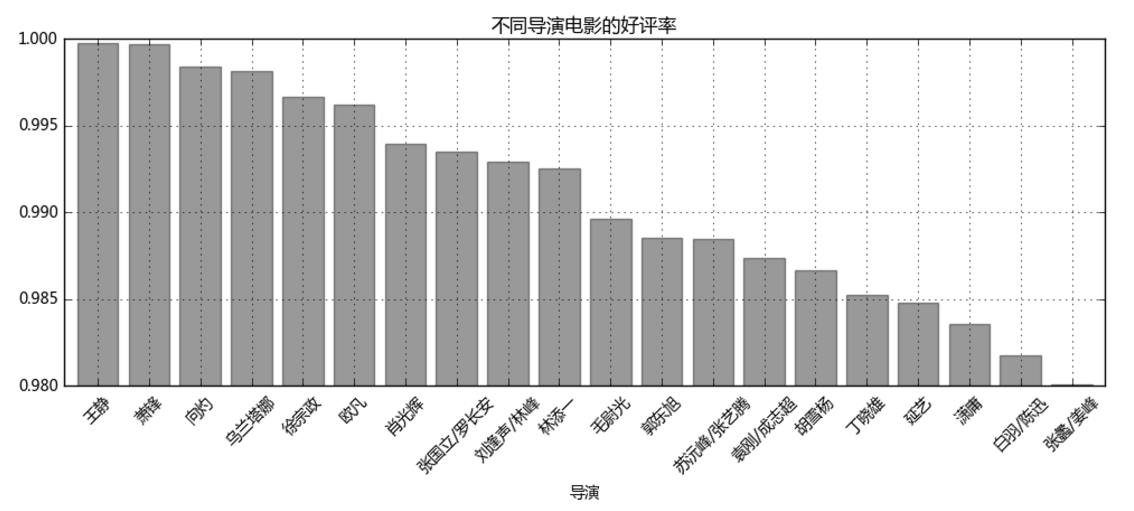 不同导演电影的好评率
1.000
0.995
0.990
0.985
0.980
王静
萧锋
问灼
乌兰塔娜
徐宗政
欧凡
肖光辉
张国立/罗长安
刘逢声/林峰
林添一
毛尉光
郭东旭
苏沅峰/张艺腾
袁刚/成志超
胡雪杨
丁晓雄
延艺
潇庸
白羽/陈迅
张蠡/姜峰
导演